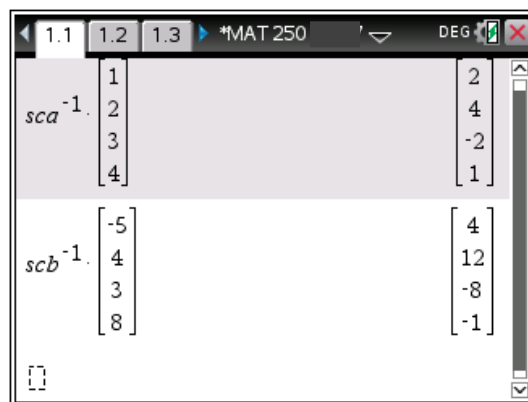 1.1 1.2 1.3 *MAT 250 DEG
sca⁻¹· [1 2 3 4] [2 4 -2 1]
scb⁻¹· [-5 4 3 8] [4 12 -8 -1]